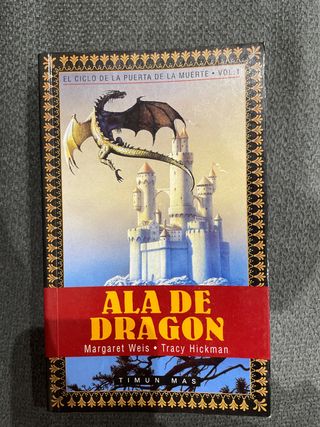 EL CICLO DE LA PUERTA DE LA MUERTE • VOL. 1
ALA DE
DRAGON
Margaret Weis • Tracy Hickman
TIMUN MAS